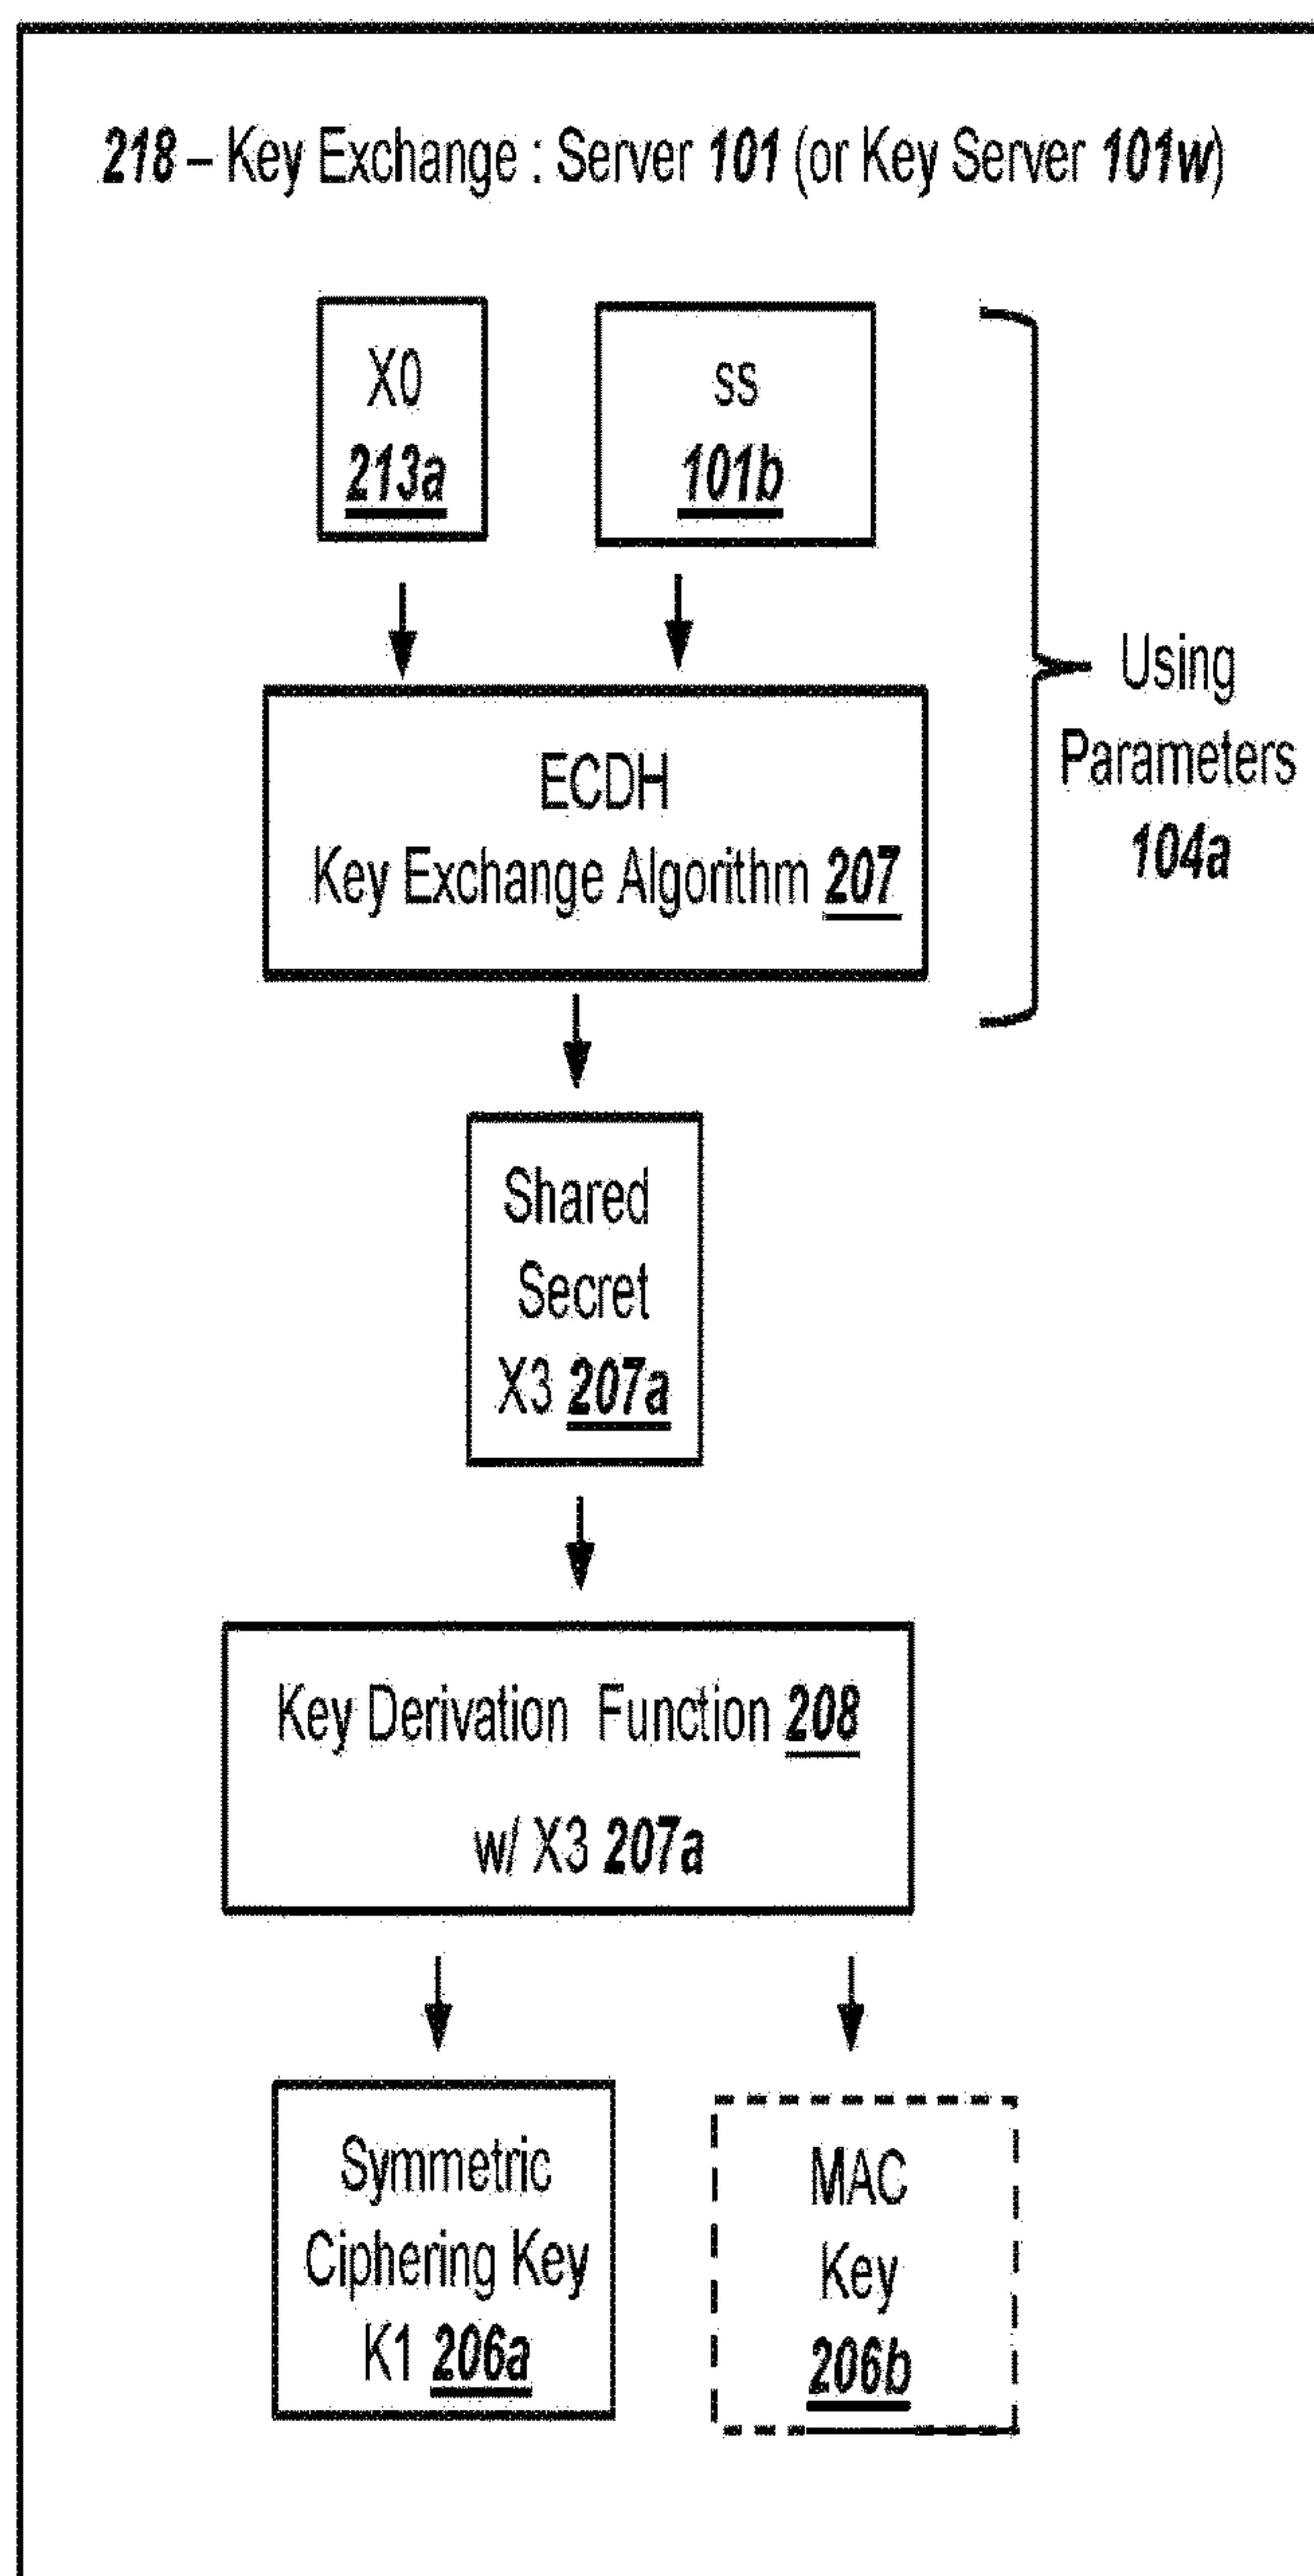 218 – Key Exchange : Server 101 (or Key Server 101w)
X0
213a
ss
101b
ECDH
Key Exchange Algorithm 207
Using
Parameters
104a
Shared
Secret
X3 207a
Key Derivation Function 208
w/ X3 207a
Symmetric
Ciphering Key
K1 206a
MAC
Key
206b